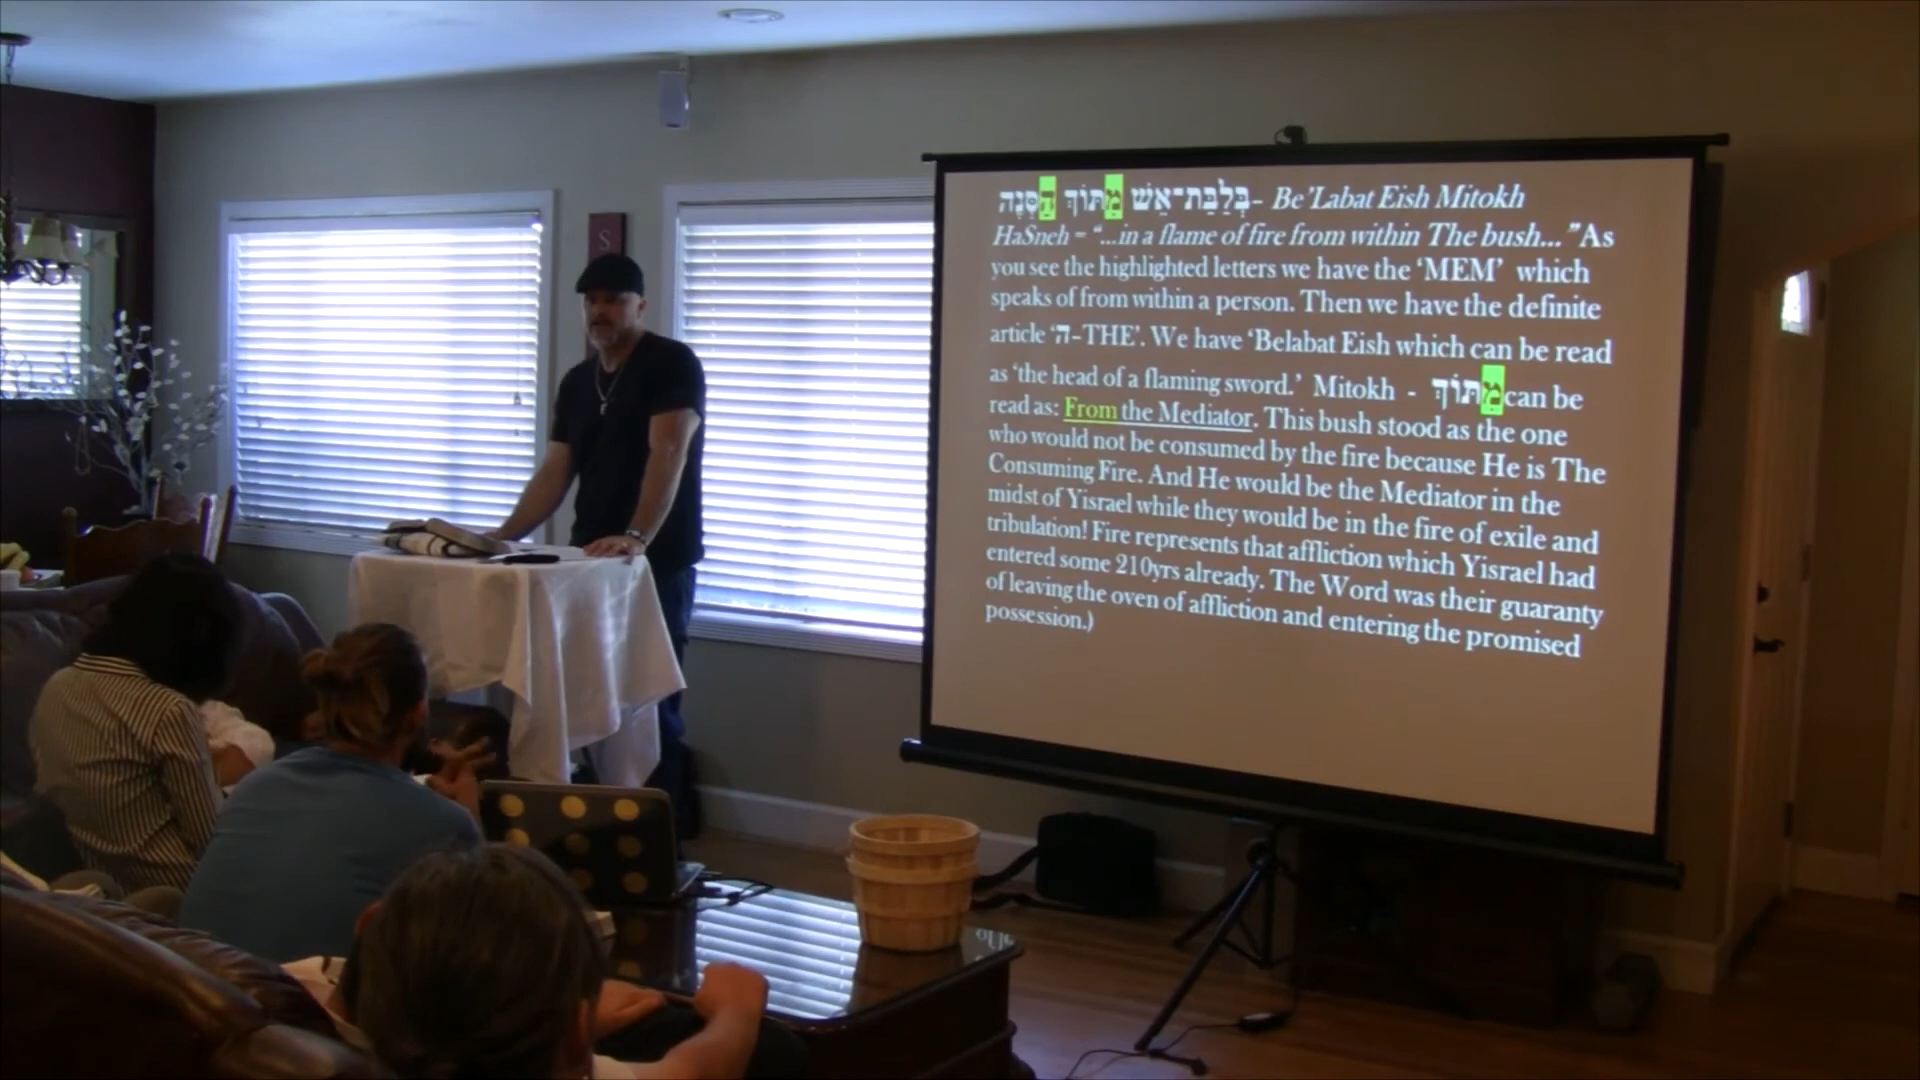 S
בְּלַבַּת־אֵשׁ מִתּוֹךְ הַסְּנֶה – Be'Labat Eish Mitokh
HaSneh = “...in a flame of fire from within The bush...” As
you see the highlighted letters we have the ‘MEM’ which
speaks of from within a person. Then we have the definite
article ‘ה-THE’. We have ‘Belabat Eish which can be read
as ‘the head of a flaming sword.’ Mitokh - מִתּוֹךְ can be
read as: From the Mediator. This bush stood as the one
who would not be consumed by the fire because He is The
Consuming Fire. And He would be the Mediator in the
midst of Yisrael while they would be in the fire of exile and
tribulation! Fire represents that affliction which Yisrael had
entered some 210yrs already. The Word was their guaranty
of leaving the oven of affliction and entering the promised
possession.)